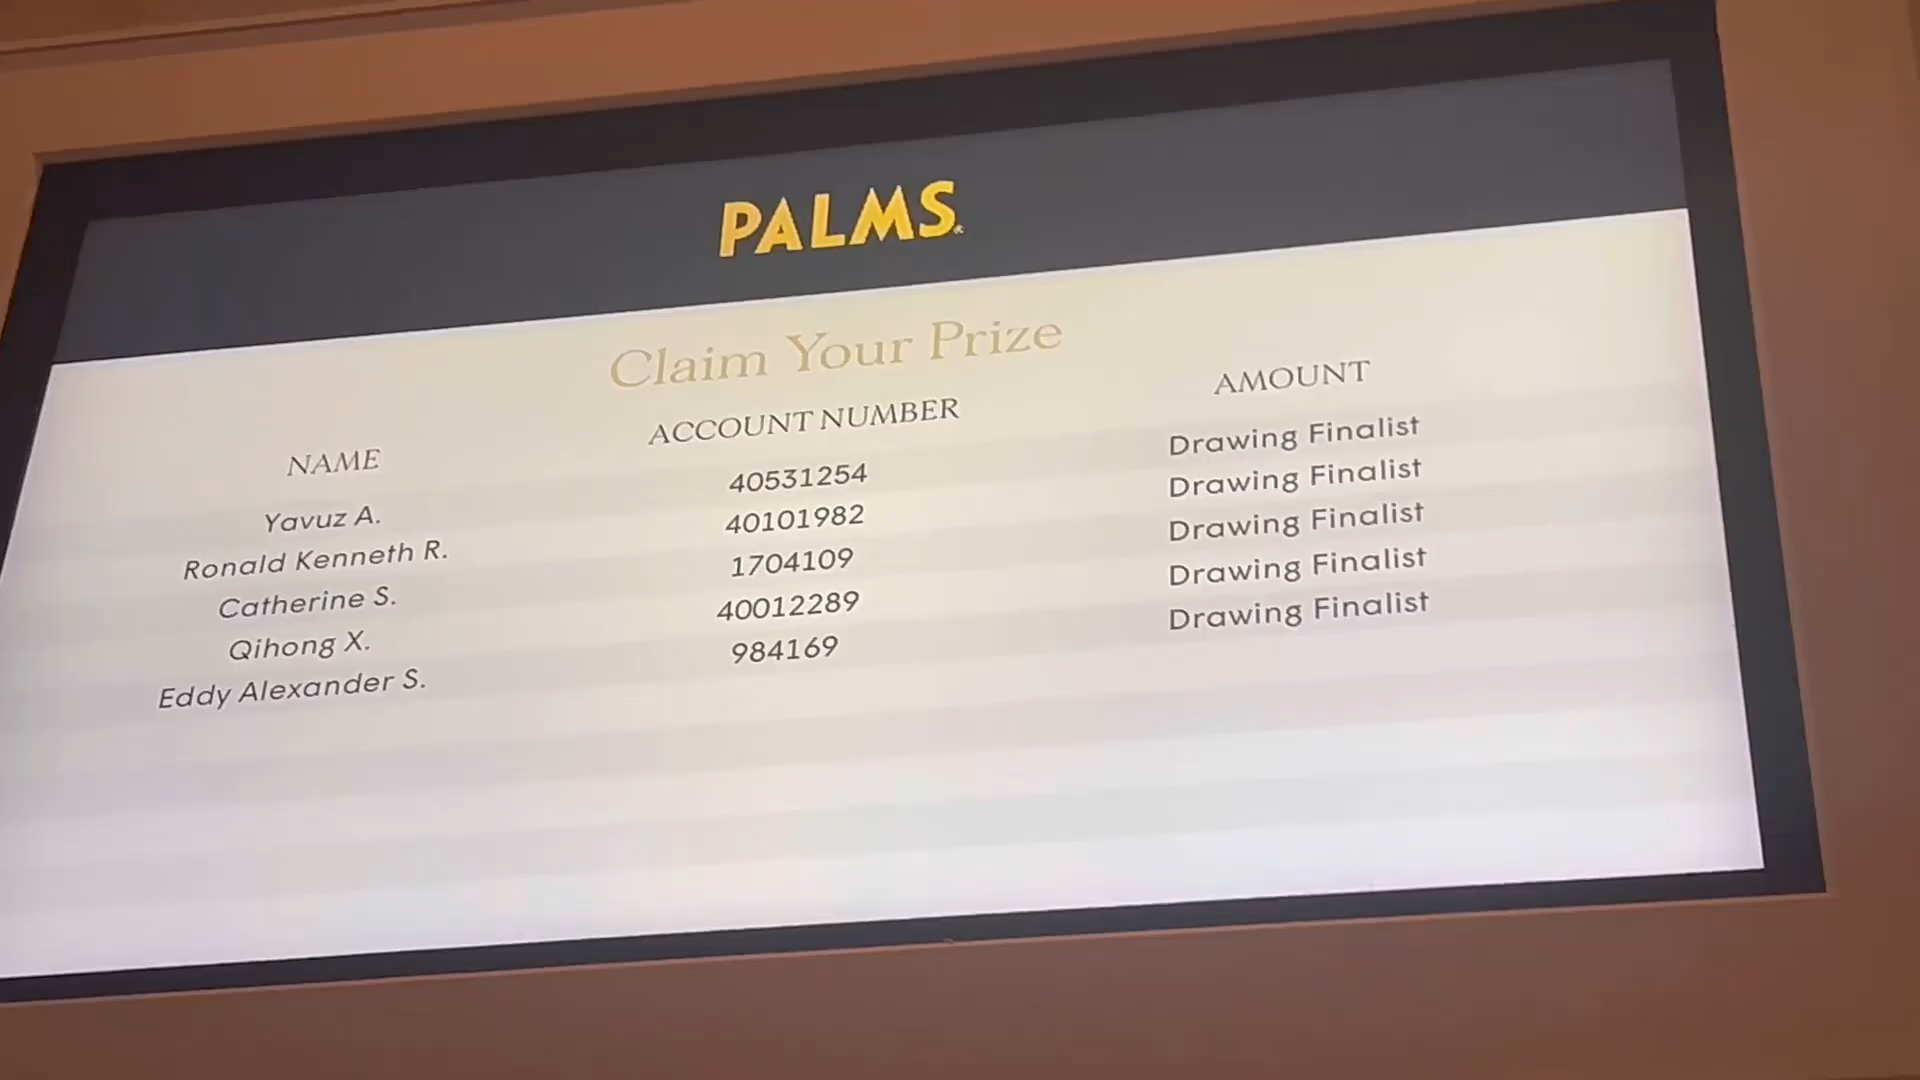 PALMS
Claim Your Prize
NAME ACCOUNT NUMBER AMOUNT
Yavuz A. 40531254 Drawing Finalist
Ronald Kenneth R. 40101982 Drawing Finalist
Catherine S. 1704109 Drawing Finalist
Qihong X. 40012289 Drawing Finalist
Eddy Alexander S. 984169 Drawing Finalist